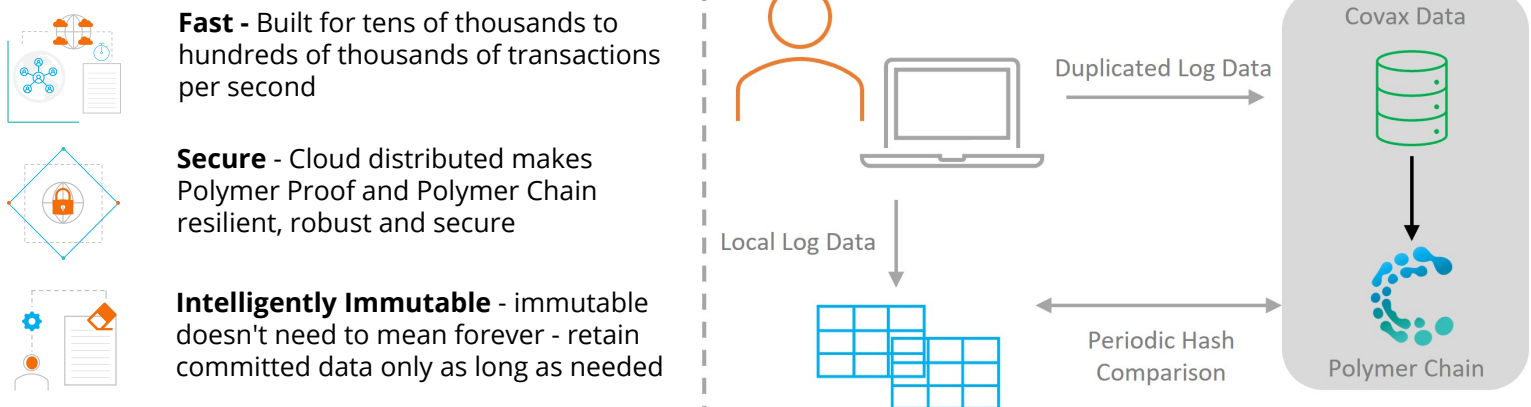 Fast - Built for tens of thousands to
hundreds of thousands of transactions
per second
Secure - Cloud distributed makes
Polymer Proof and Polymer Chain
resilient, robust and secure
Intelligently Immutable - immutable
doesn't need to mean forever - retain
committed data only as long as needed
Duplicated Log Data
Covax Data
Local Log Data
Periodic Hash
Comparison
Polymer Chain